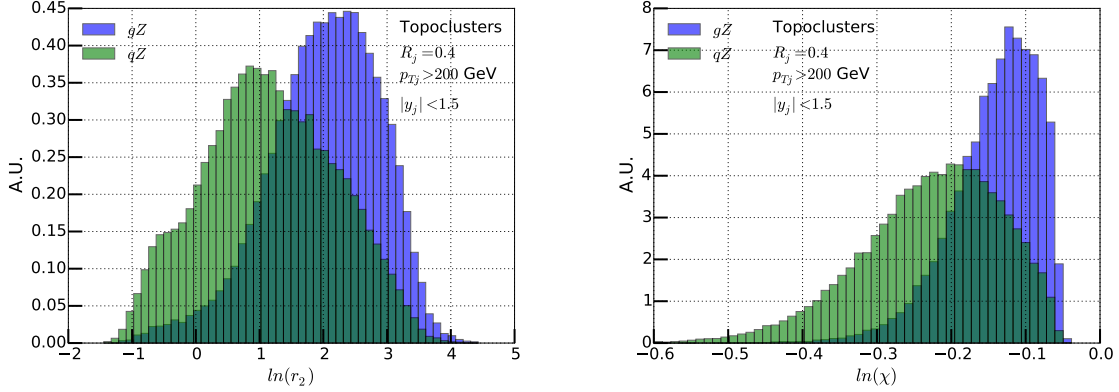 0.45
0.40
0.35
0.30
0.25
0.20
0.15
0.10
0.05
0.00
A.U.
gZ
qZ
Topoclusters
R_j=0.4
p_{Tj}>200 GeV
|y_j|<1.5
−2 −1 0 1 2 3 4 5
ln(r_2)
8
7
6
5
4
3
2
1
0
A.U.
gZ
qZ
Topoclusters
R_j=0.4
p_{Tj}>200 GeV
|y_j|<1.5
−0.6 −0.5 −0.4 −0.3 −0.2 −0.1 0.0
ln(χ)